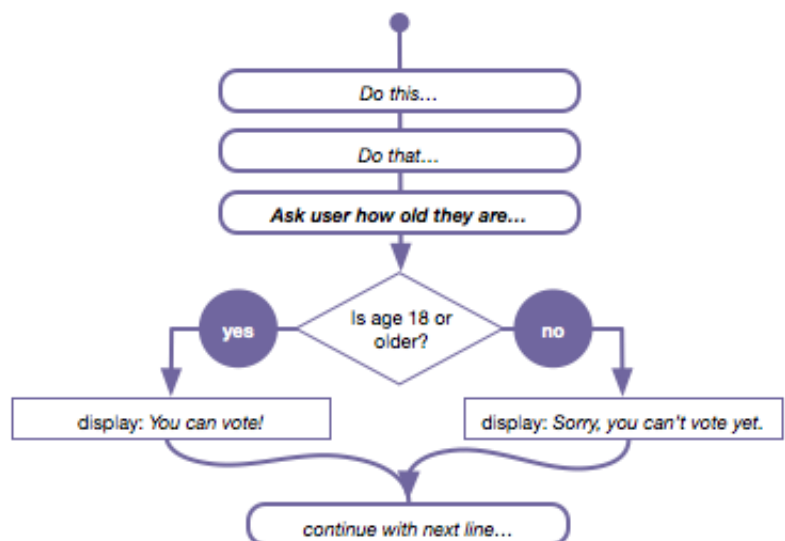 Do this...
Do that...
Ask user how old they are...
Is age 18 or
older?
yes
no
display: You can vote!
display: Sorry, you can't vote yet.
continue with next line...